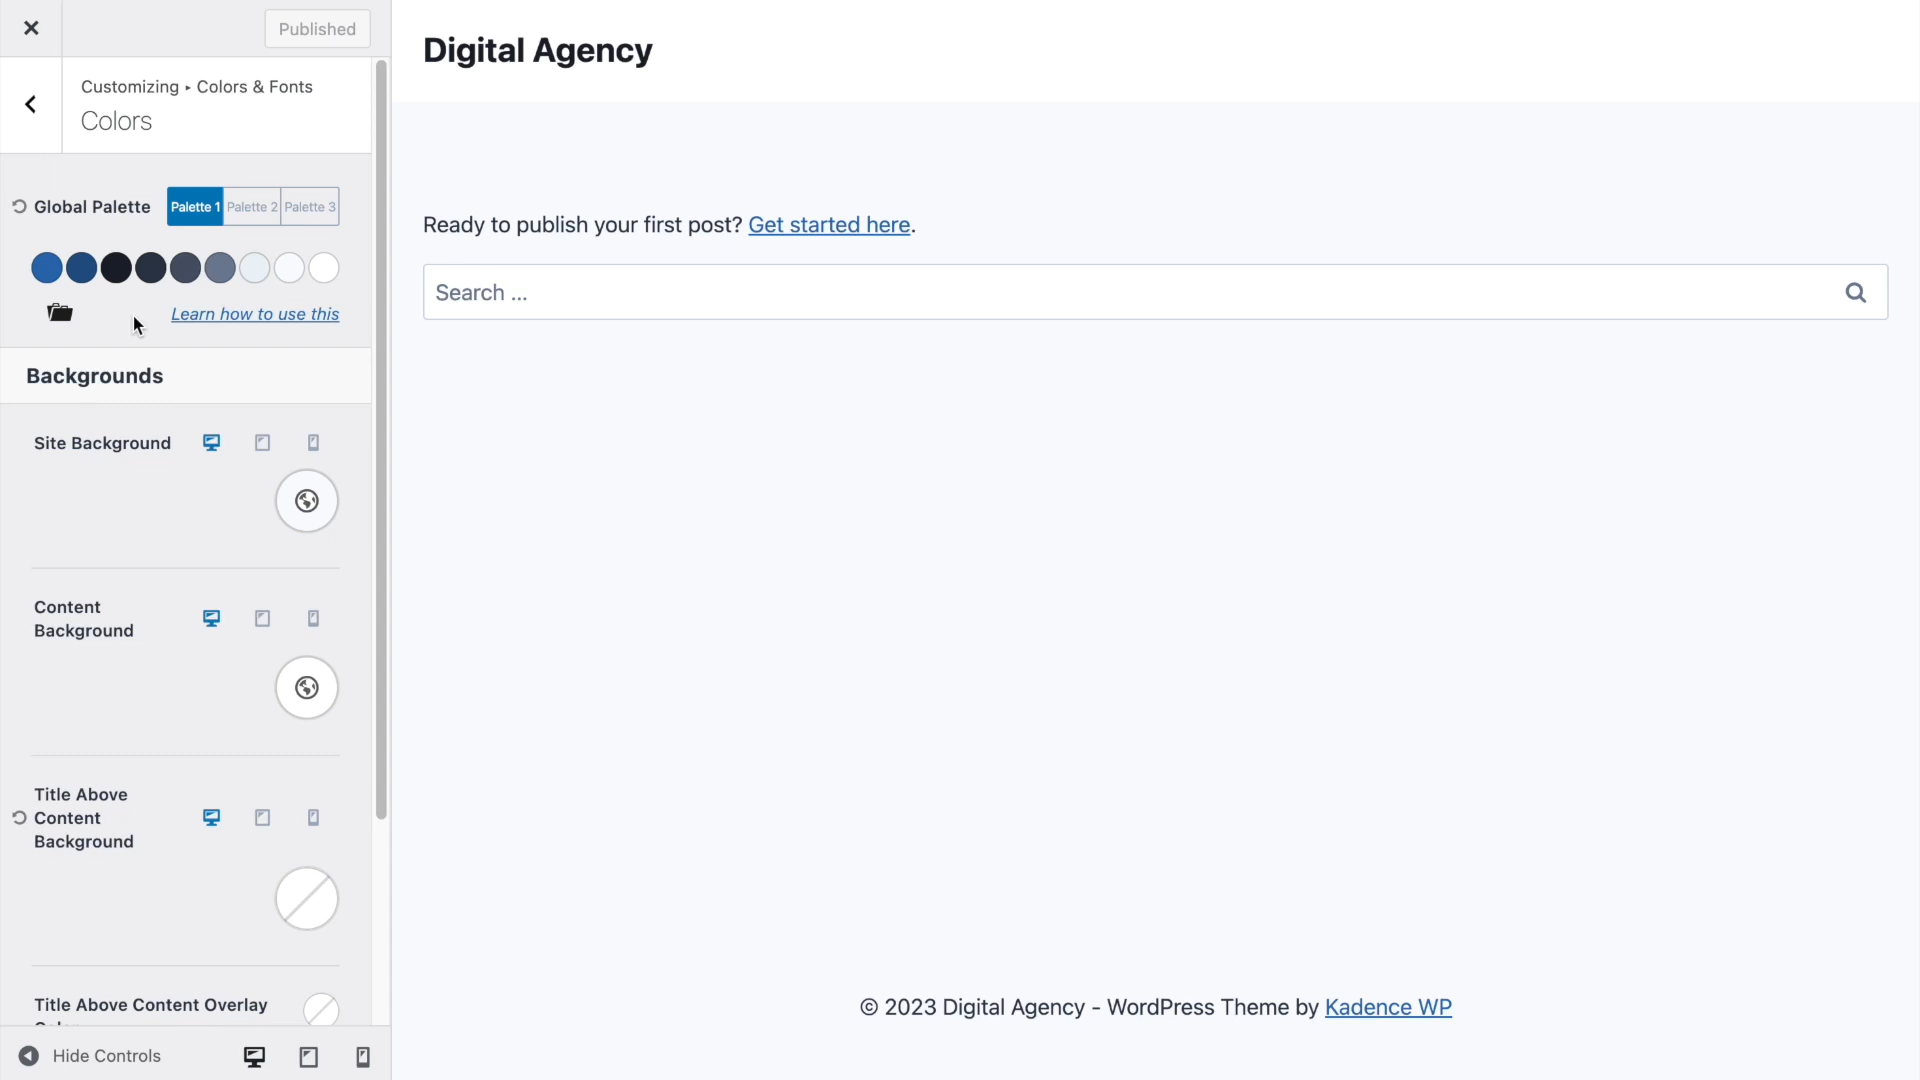 Published
Customizing ▸ Colors & Fonts
Colors
Global Palette
Palette 1
Palette 2
Palette 3
Learn how to use this
Backgrounds
Site Background
Content
Background
Title Above
Content
Background
Title Above Content Overlay
Hide Controls
Digital Agency
Ready to publish your first post? Get started here.
Search ...
© 2023 Digital Agency - WordPress Theme by Kadence WP